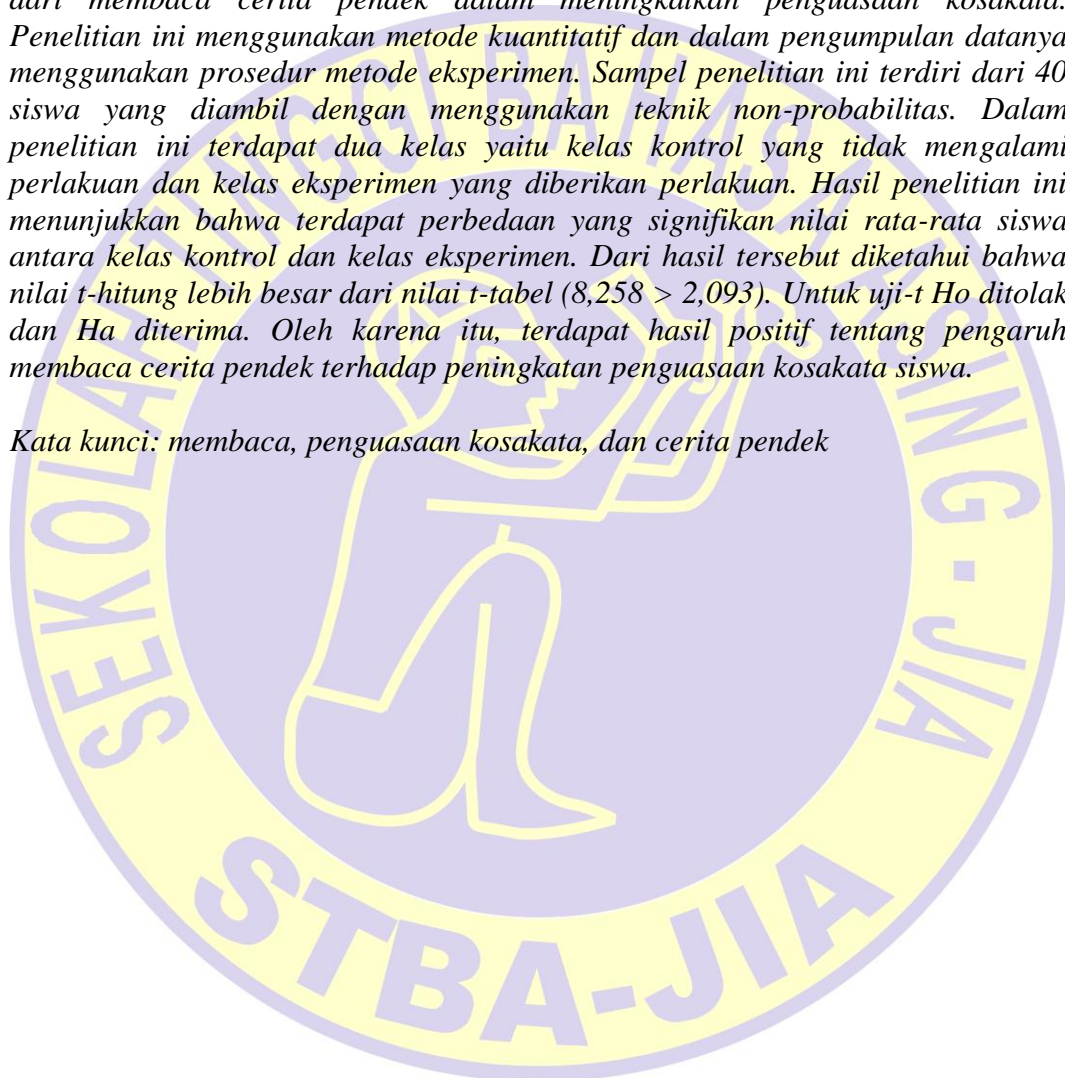 dari membaca cerita pendek dalam meningkatkan penguasaan kosakata.
Penelitian ini menggunakan metode kuantitatif dan dalam pengumpulan datanya
menggunakan prosedur metode eksperimen. Sampel penelitian ini terdiri dari 40
siswa yang diambil dengan menggunakan teknik non-probabilitas. Dalam
penelitian ini terdapat dua kelas yaitu kelas kontrol yang tidak mengalami
perlakuan dan kelas eksperimen yang diberikan perlakuan. Hasil penelitian ini
menunjukkan bahwa terdapat perbedaan yang signifikan nilai rata-rata siswa
antara kelas kontrol dan kelas eksperimen. Dari hasil tersebut diketahui bahwa
nilai t-hitung lebih besar dari nilai t-tabel (8,258 > 2,093). Untuk uji-t Ho ditolak
dan Ha diterima. Oleh karena itu, terdapat hasil positif tentang pengaruh
membaca cerita pendek terhadap peningkatan penguasaan kosakata siswa.
Kata kunci: membaca, penguasaan kosakata, dan cerita pendek
SEKOLAH TINGGI BAHASA ASING - JIA
STBA-JIA